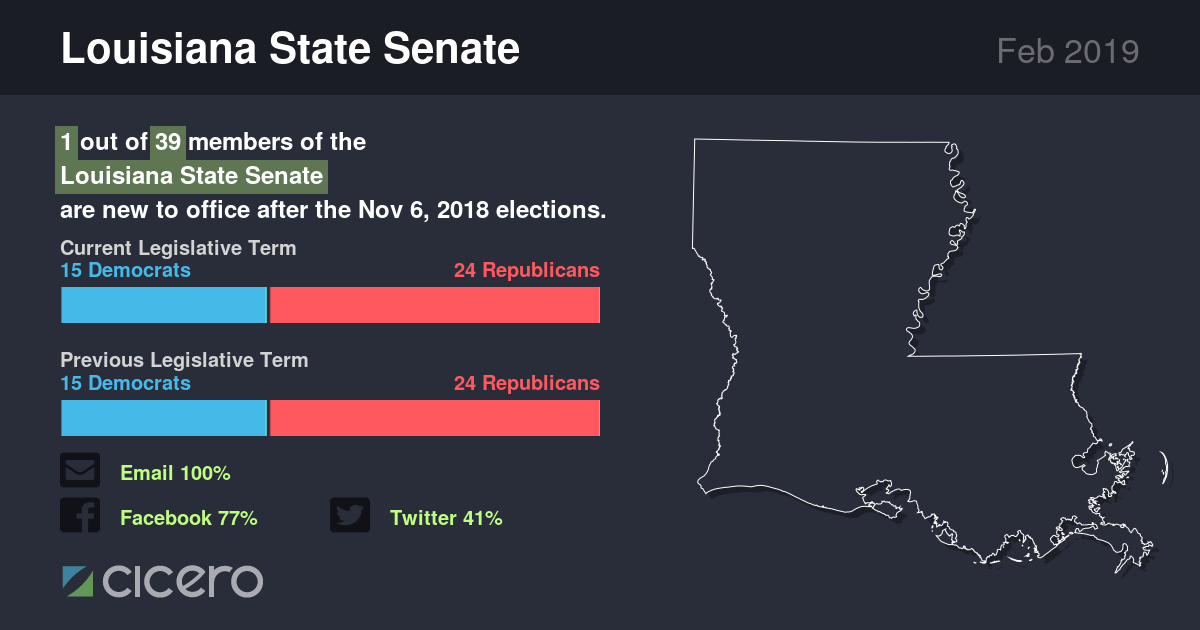 Louisiana State Senate
Feb 2019
1 out of 39 members of the
Louisiana State Senate
are new to office after the Nov 6, 2018 elections.
Current Legislative Term
15 Democrats 24 Republicans
Previous Legislative Term
15 Democrats 24 Republicans
Email 100%
Facebook 77% Twitter 41%
cicero